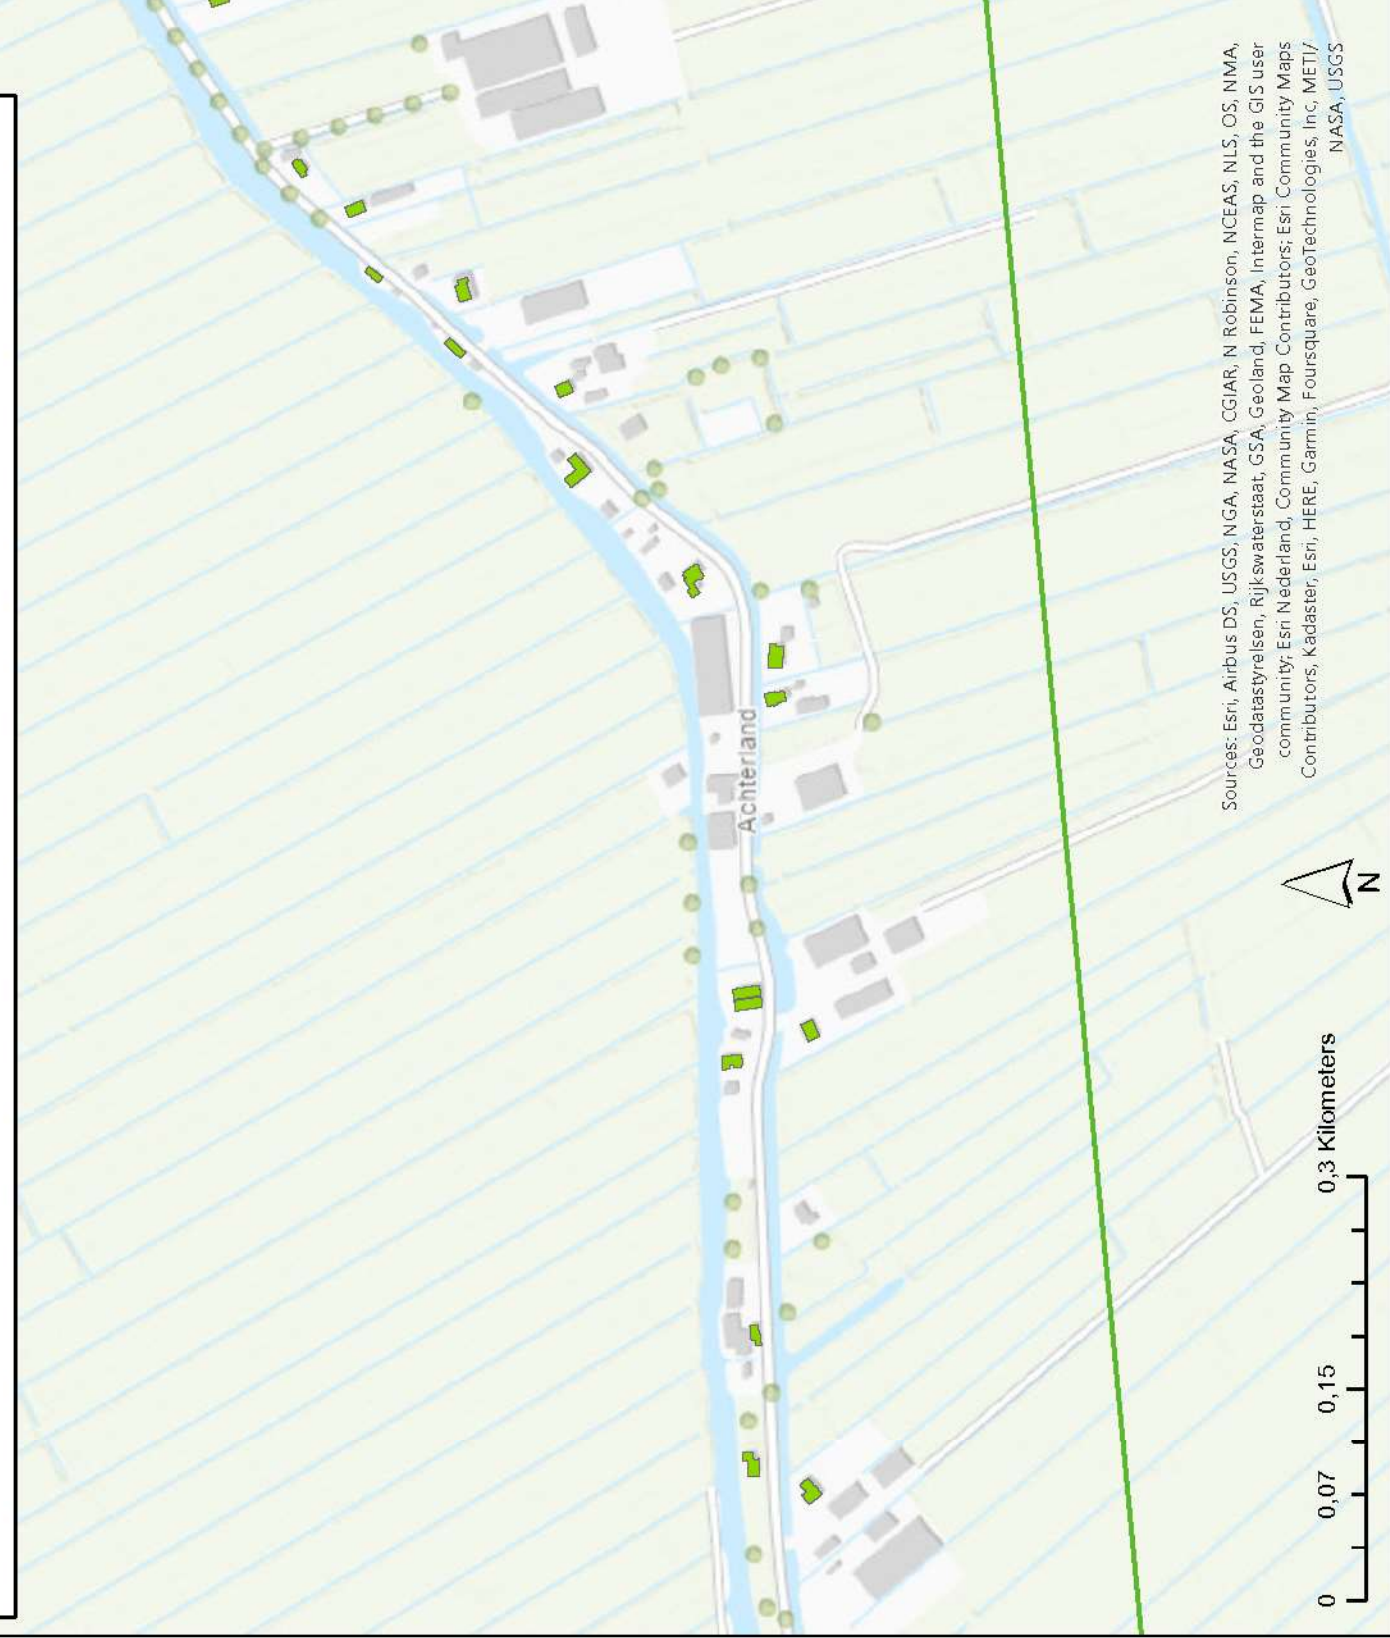 Achterland
Sources: Esri, Airbus DS, USGS, NGA, NASA, CGIAR, N Robinson, NCEAS, NLS, OS, NMA,
Geodatastyrelsen, Rijkswaterstaat, GSA, Geoland, FEMA, Intermap and the GIS user
community; Esri Nederland, Community Map Contributors; Esri Community Maps
Contributors, Kadaster, Esri, HERE, Garmin, Foursquare, GeoTechnologies, Inc, METI/
NASA, USGS
0 0,07 0,15 0,3 Kilometers
N